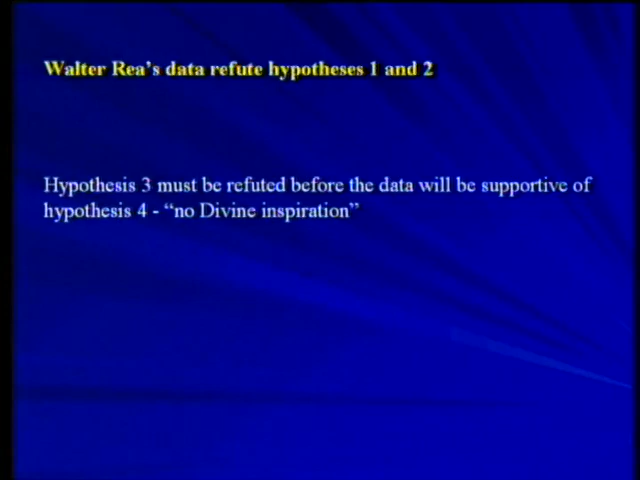 Walter Rea's data refute hypotheses 1 and 2
Hypothesis 3 must be refuted before the data will be supportive of
hypothesis 4 - “no Divine inspiration”